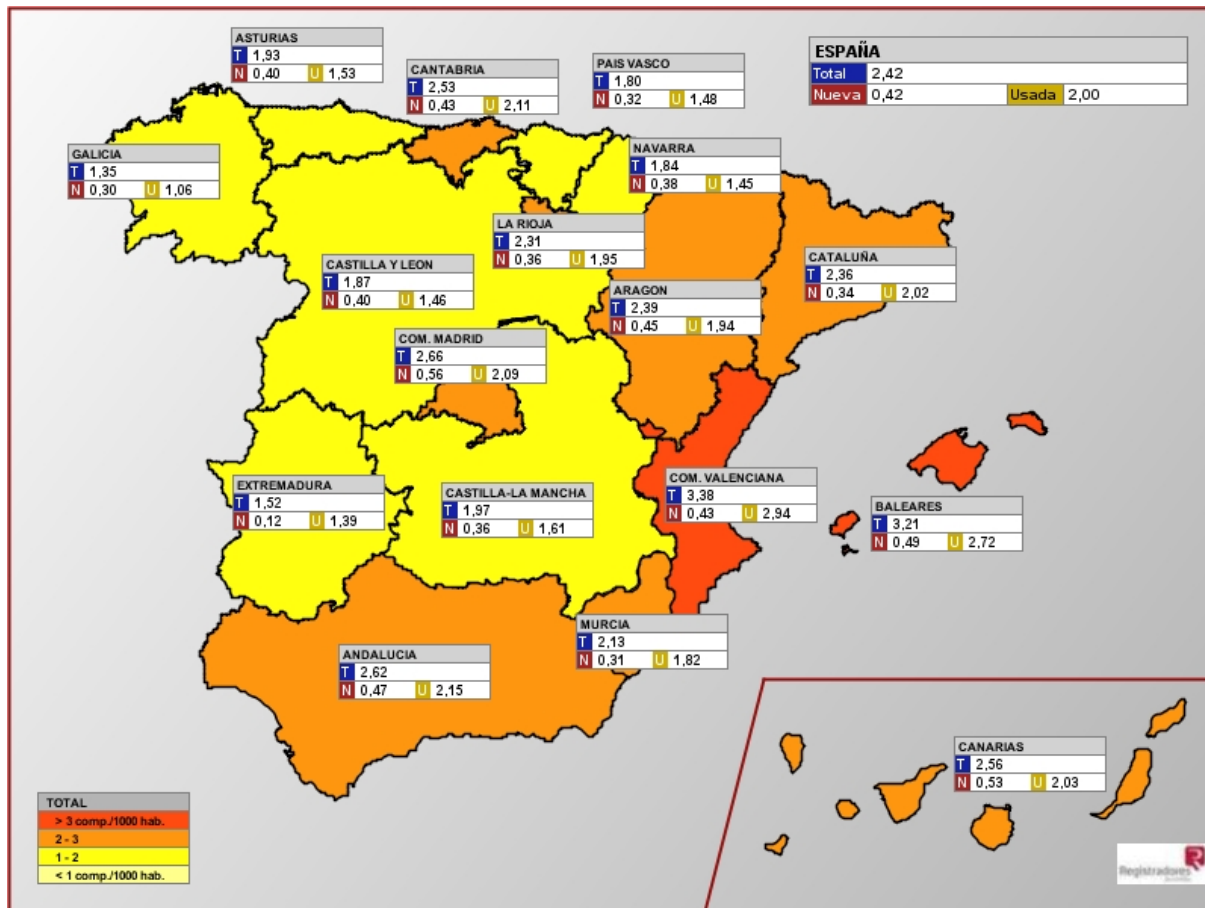 ASTURIAS
T 1,93
N 0,40 U 1,53
CANTABRIA
T 2,53
N 0,43 U 2,11
PAIS VASCO
T 1,80
N 0,32 U 1,48
ESPAÑA
Total 2,42
Nueva 0,42 Usada 2,00
GALICIA
T 1,35
N 0,30 U 1,06
NAVARRA
T 1,84
N 0,38 U 1,45
LA RIOJA
T 2,31
N 0,36 U 1,95
CASTILLA Y LEON
T 1,87
N 0,40 U 1,46
CATALUÑA
T 2,36
N 0,34 U 2,02
ARAGON
T 2,39
N 0,45 U 1,94
COM. MADRID
T 2,66
N 0,56 U 2,09
EXTREMADURA
T 1,52
N 0,12 U 1,39
CASTILLA-LA MANCHA
T 1,97
N 0,36 U 1,61
COM. VALENCIANA
T 3,38
N 0,43 U 2,94
BALEARES
T 3,21
N 0,49 U 2,72
MURCIA
T 2,13
N 0,31 U 1,82
ANDALUCIA
T 2,62
N 0,47 U 2,15
CANARIAS
T 2,56
N 0,53 U 2,03
TOTAL
> 3 comp./1000 hab.
2 - 3
1 - 2
< 1 comp./1000 hab.
R
Registradores